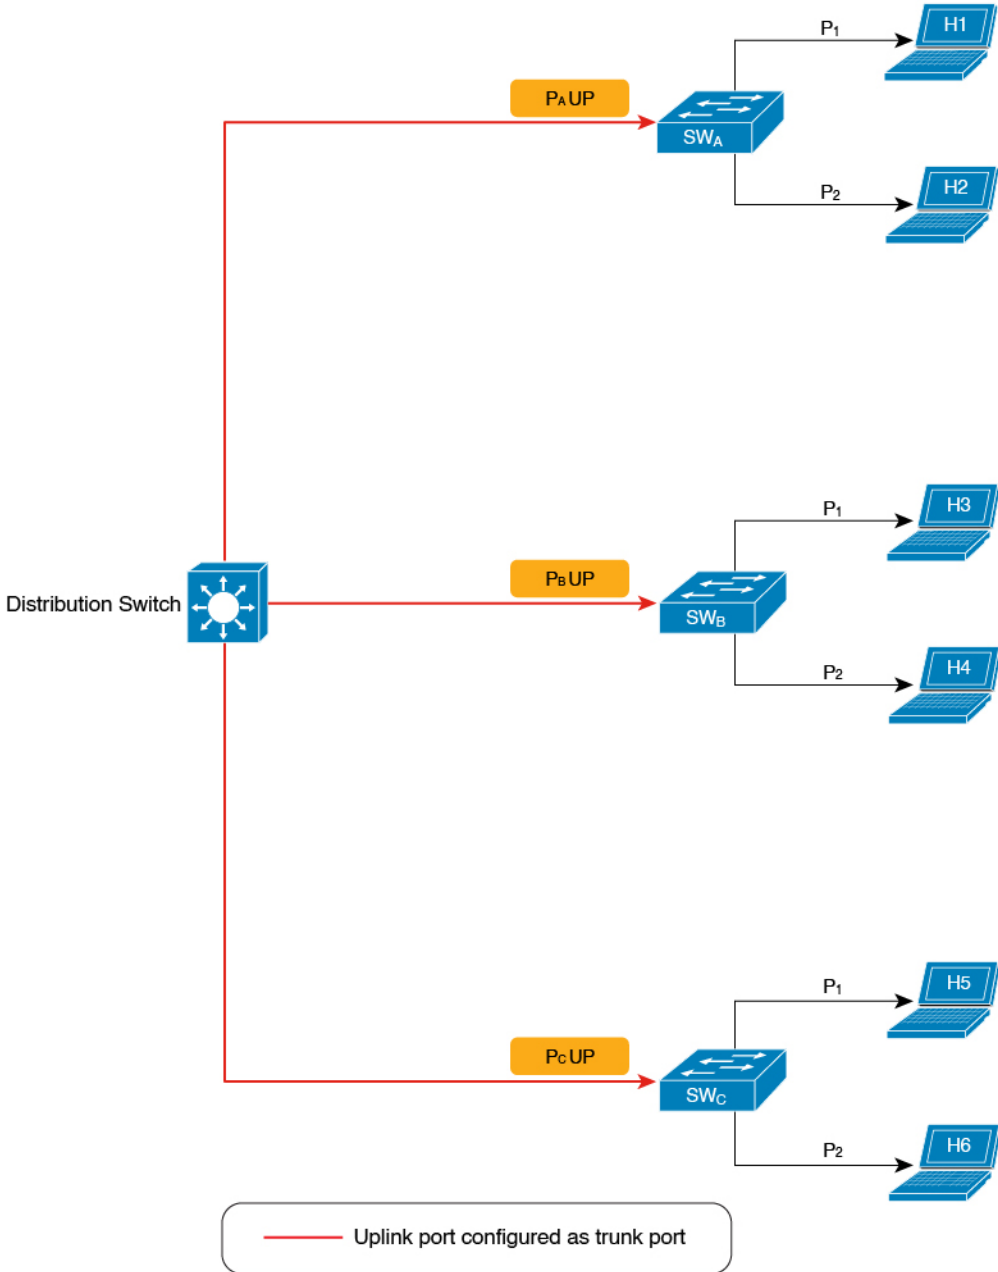 P₁
H1
PA UP
SWA
P₂
H2
P₁
H3
Distribution Switch
PB UP
SWB
P₂
H4
P₁
H5
PC UP
SWC
P₂
H6
Uplink port configured as trunk port